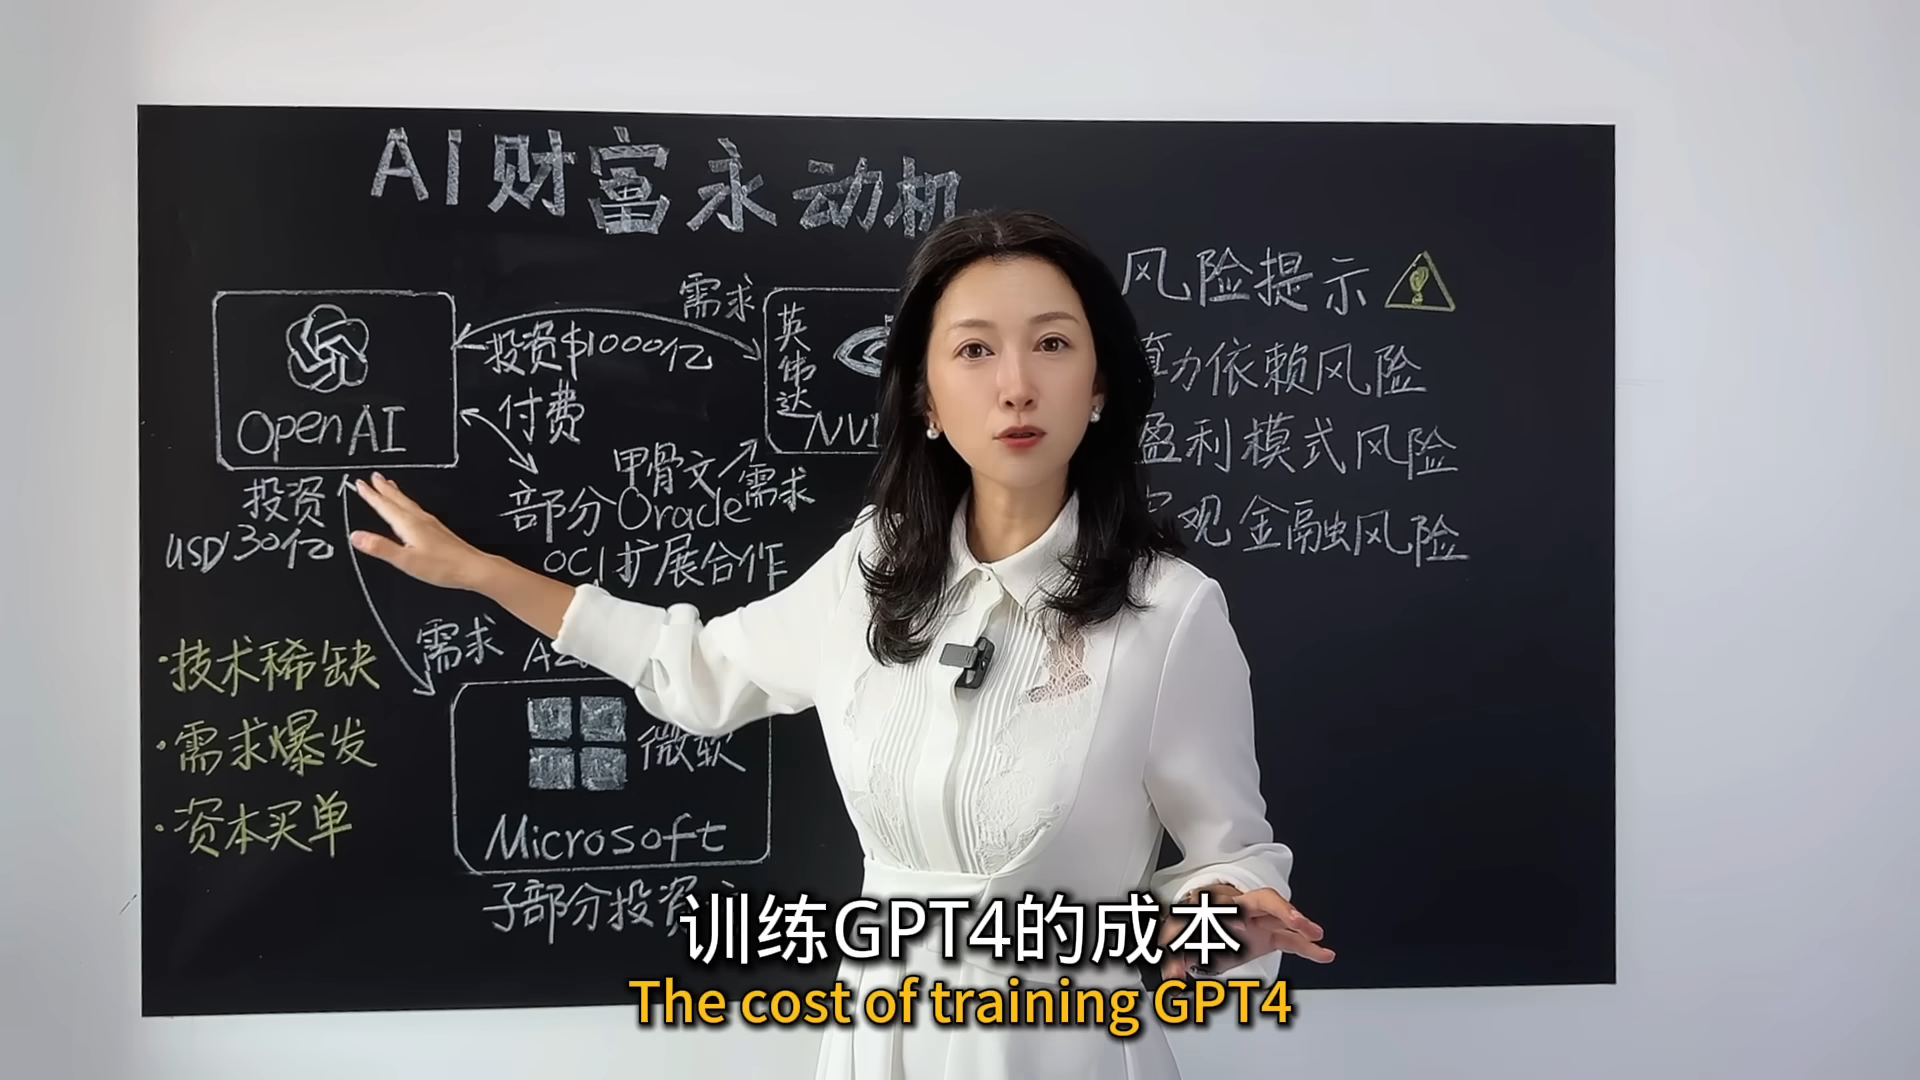 AI财富永动机
需求
投资$1000亿
英伟达
NVI
OpenAI
付费
甲骨文
需求
部分Oracle
OCI扩展合作
投资
USD130亿
需求
微软
Microsoft
子部分投资
·技术稀缺
·需求爆发
·资本买单
风险提示
力依赖风险
盈利模式风险
观金融风险
训练GPT4的成本
The cost of training GPT4